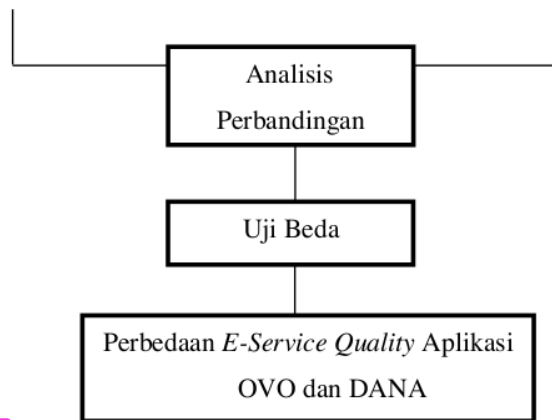 Analisis
Perbandingan
Uji Beda
Perbedaan E-Service Quality Aplikasi
OVO dan DANA